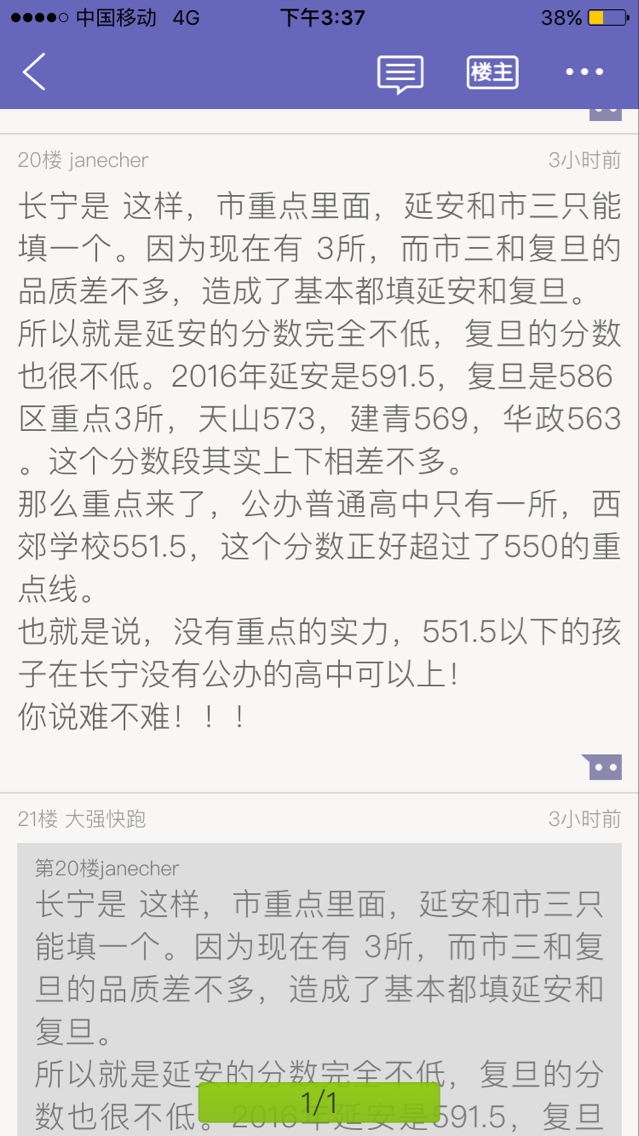 中国移动 4G 下午3:37 38%
楼主
20楼 janecher 3小时前
长宁是 这样，市重点里面，延安和市三只能
填一个。因为现在有 3所，而市三和复旦的
品质差不多，造成了基本都填延安和复旦。
所以就是延安的分数完全不低，复旦的分数
也很不低。2016年延安是591.5，复旦是586
区重点3所，天山573，建青569，华政563
。这个分数段其实上下相差不多。
那么重点来了，公办普通高中只有一所，西
郊学校551.5，这个分数正好超过了550的重
点线。
也就是说，没有重点的实力，551.5以下的孩
子在长宁没有公办的高中可以上！
你说难不难！！！
21楼 大强快跑 3小时前
第20楼janecher
长宁是 这样，市重点里面，延安和市三只
能填一个。因为现在有 3所，而市三和复
旦的品质差不多，造成了基本都填延安和
复旦。
所以就是延安的分数完全不低，复旦的分
数也很不低。2016年延安是591.5，复旦
1/1